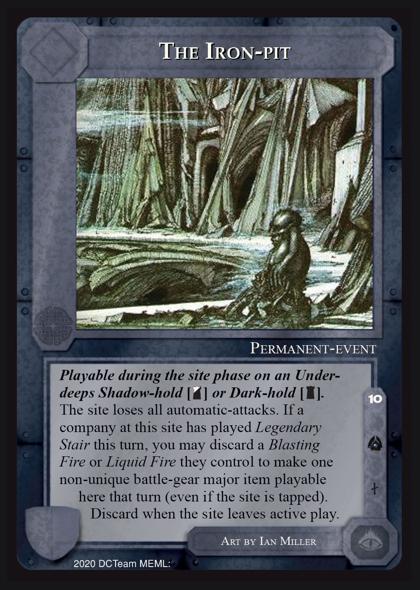 The Iron-pit
Permanent-event
Playable during the site phase on an Under-
deeps Shadow-hold [] or Dark-hold [].
The site loses all automatic-attacks. If a
company at this site has played Legendary
Stair this turn, you may discard a Blasting
Fire or Liquid Fire they control to make one
non-unique battle-gear major item playable
here that turn (even if the site is tapped).
Discard when the site leaves active play.
10
Art by Ian Miller
2020 DCTeam MEML: